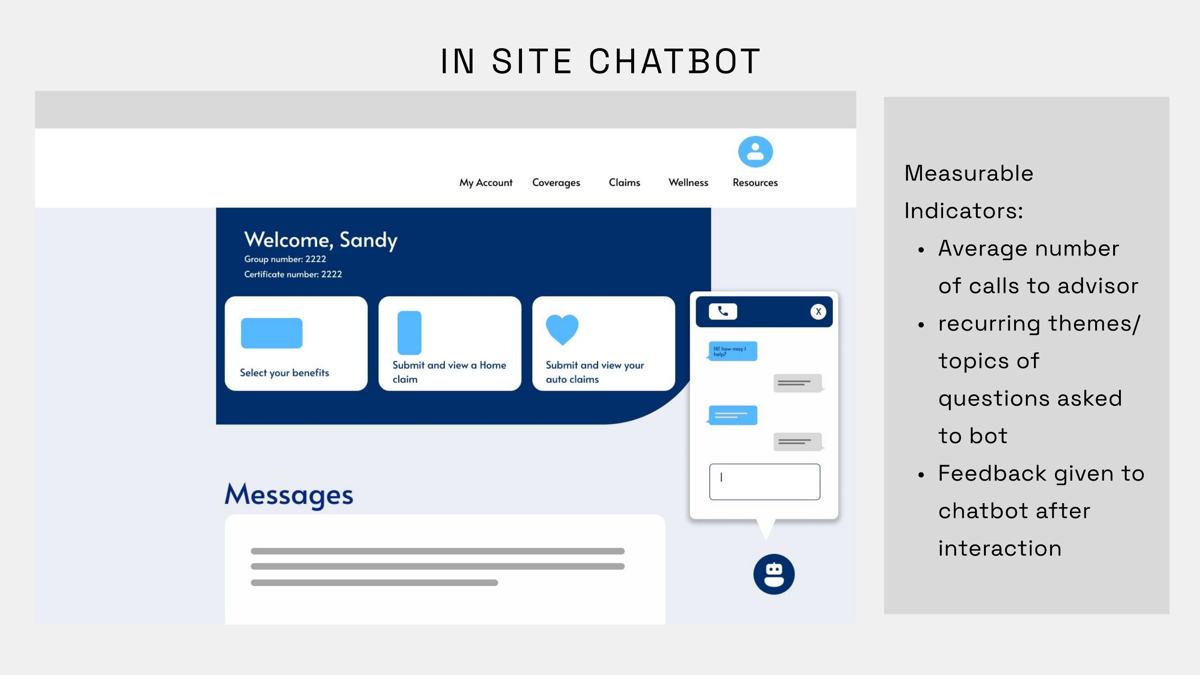 IN SITE CHATBOT
My Account
Coverages
Claims
Wellness
Resources
Welcome, Sandy
Group number: 2222
Certificate number: 2222
Select your benefits
Submit and view a Home
claim
Submit and view your
auto claims
X
Hi! how may I
help?
Messages
Measurable
Indicators:
• Average number
of calls to advisor
• recurring themes/
topics of
questions asked
to bot
• Feedback given to
chatbot after
interaction